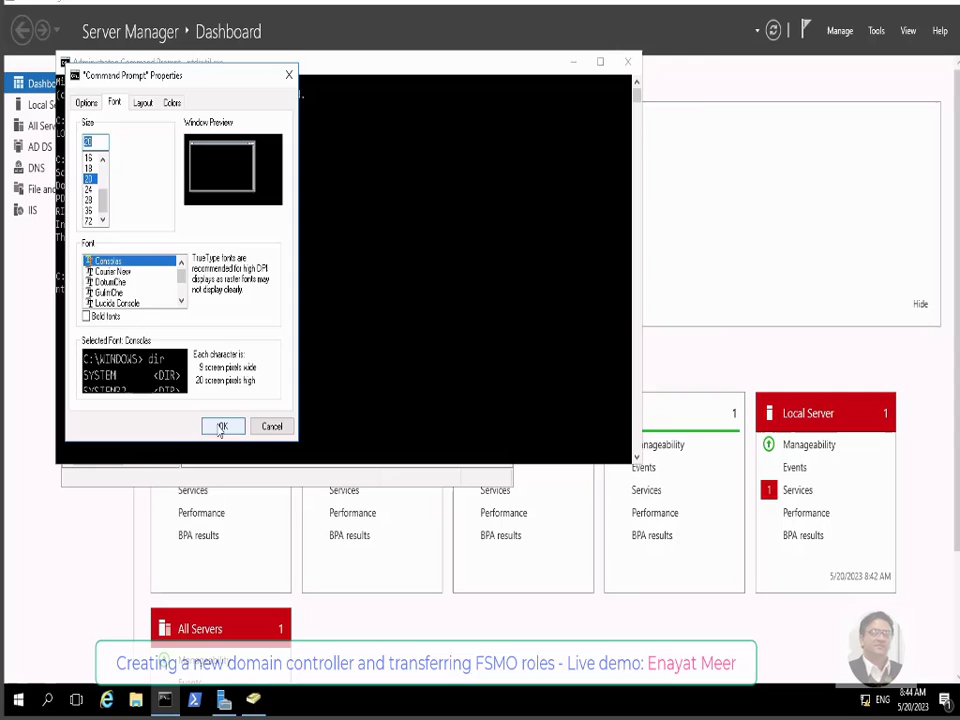 Server Manager • Dashboard
Manage
Tools
View
Help
"Command Prompt" Properties
Options
Font
Layout
Colors
Size
Window Preview
20
16
18
20
24
28
36
72
Font
Consolas
Courier New
DotumChe
GulimChe
Lucida Console
TrueType fonts are
recommended for high DPI
displays as raster fonts may
not display clearly.
Bold fonts
Selected Font: Consolas
C:\WINDOWS> dir
SYSTEM <DIR>
SYSTEM32 <DIR>
Each character is:
9 screen pixels wide
20 screen pixels high
OK
Cancel
Dashbo
Local S
All Serv
AD DS
DNS
File and
IIS
Hide
1
Manageability
Events
Services
Performance
BPA results
Local Server 1
Manageability
Events
1 Services
Performance
BPA results
5/20/2023 8:42 AM
Services
Performance
BPA results
Services
Performance
BPA results
Services
Performance
BPA results
All Servers 1
Creating a new domain controller and transferring FSMO roles - Live demo: Enayat Meer
ENG
8:44 AM
5/20/2023